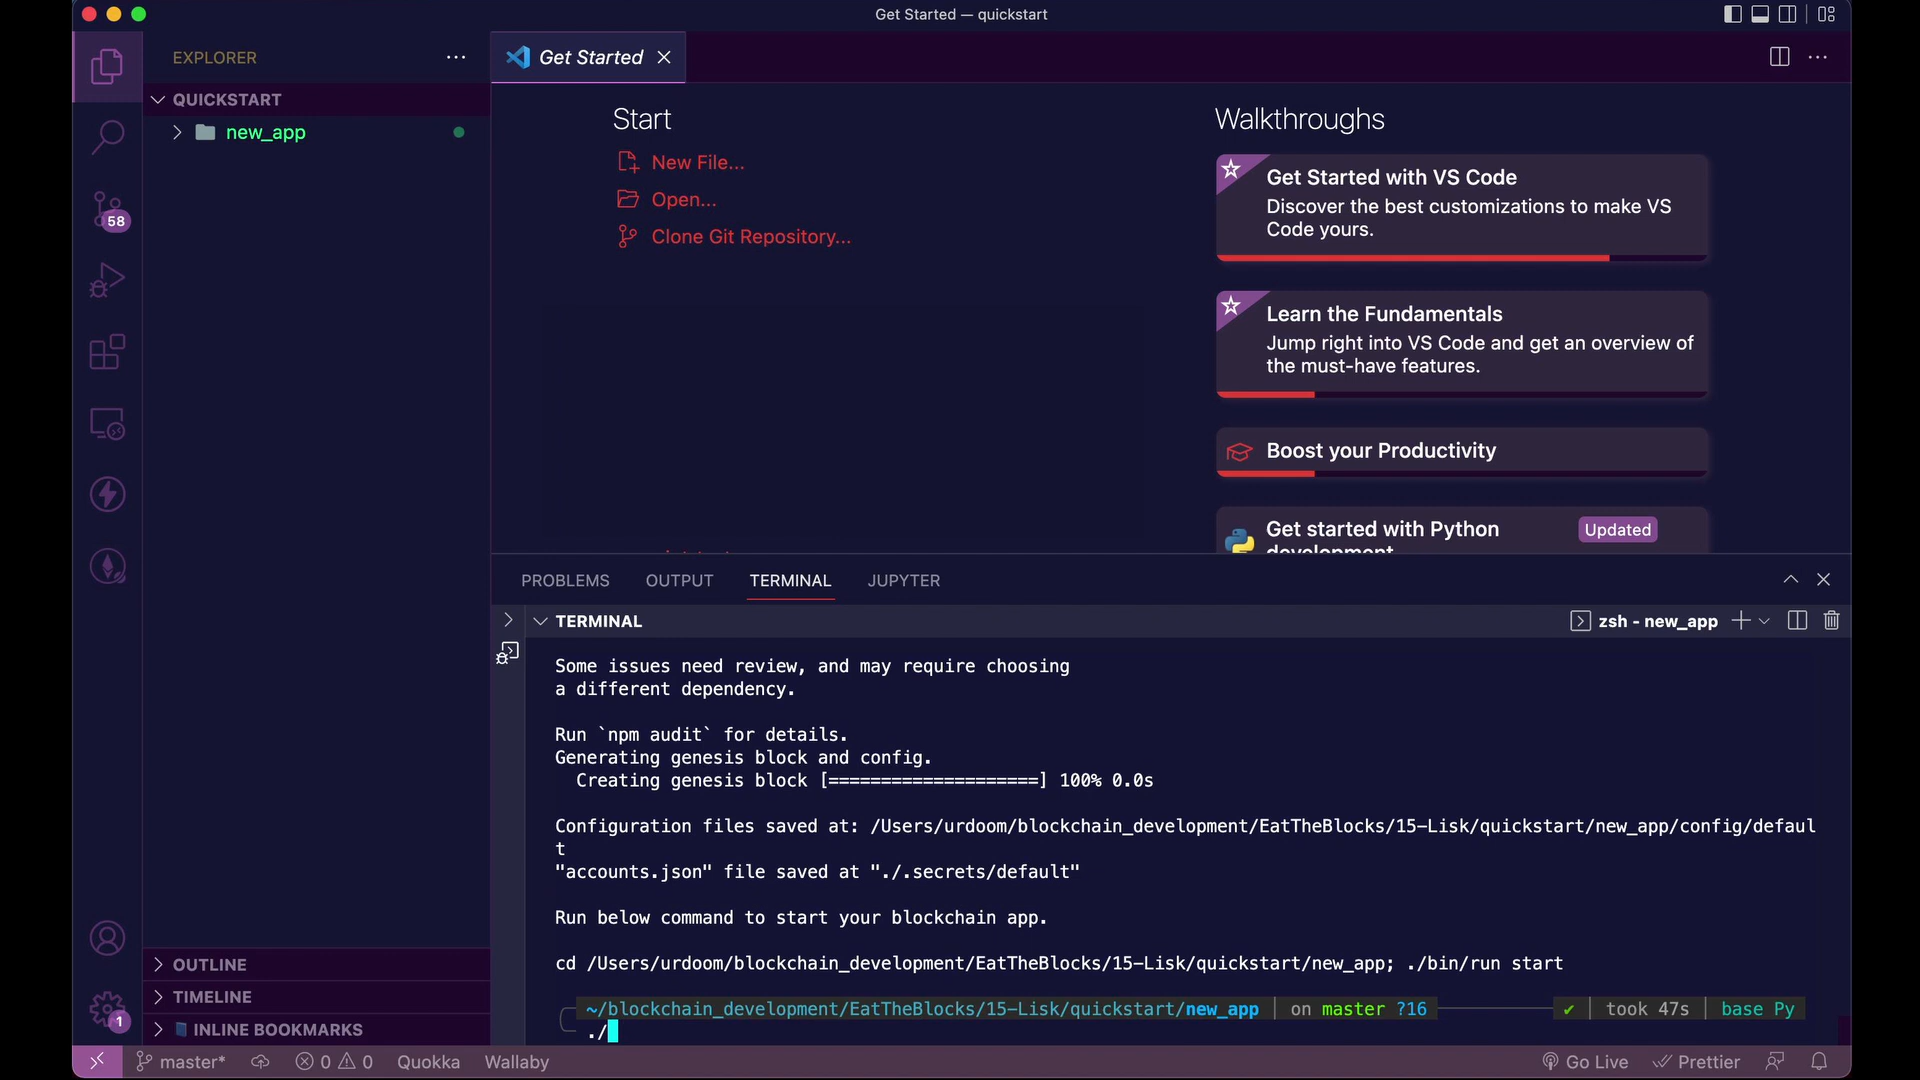 Get Started — quickstart
EXPLORER
Get Started
QUICKSTART
new_app
58
Start
New File...
Open...
Clone Git Repository...
Walkthroughs
Get Started with VS Code
Discover the best customizations to make VS
Code yours.
Learn the Fundamentals
Jump right into VS Code and get an overview of
the must-have features.
Boost your Productivity
Get started with Python
Updated
development
PROBLEMS
OUTPUT
TERMINAL
JUPYTER
TERMINAL
zsh - new_app
Some issues need review, and may require choosing
a different dependency.
Run `npm audit` for details.
Generating genesis block and config.
Creating genesis block [====================] 100% 0.0s
Configuration files saved at: /Users/urdoom/blockchain_development/EatTheBlocks/15-Lisk/quickstart/new_app/config/defaul
t
"accounts.json" file saved at "./.secrets/default"
Run below command to start your blockchain app.
cd /Users/urdoom/blockchain_development/EatTheBlocks/15-Lisk/quickstart/new_app; ./bin/run start
~/blockchain_development/EatTheBlocks/15-Lisk/quickstart/new_app on master ?16 ✔ took 47s base Py
./
OUTLINE
TIMELINE
INLINE BOOKMARKS
1
master*
0
0
Quokka
Wallaby
Go Live
Prettier